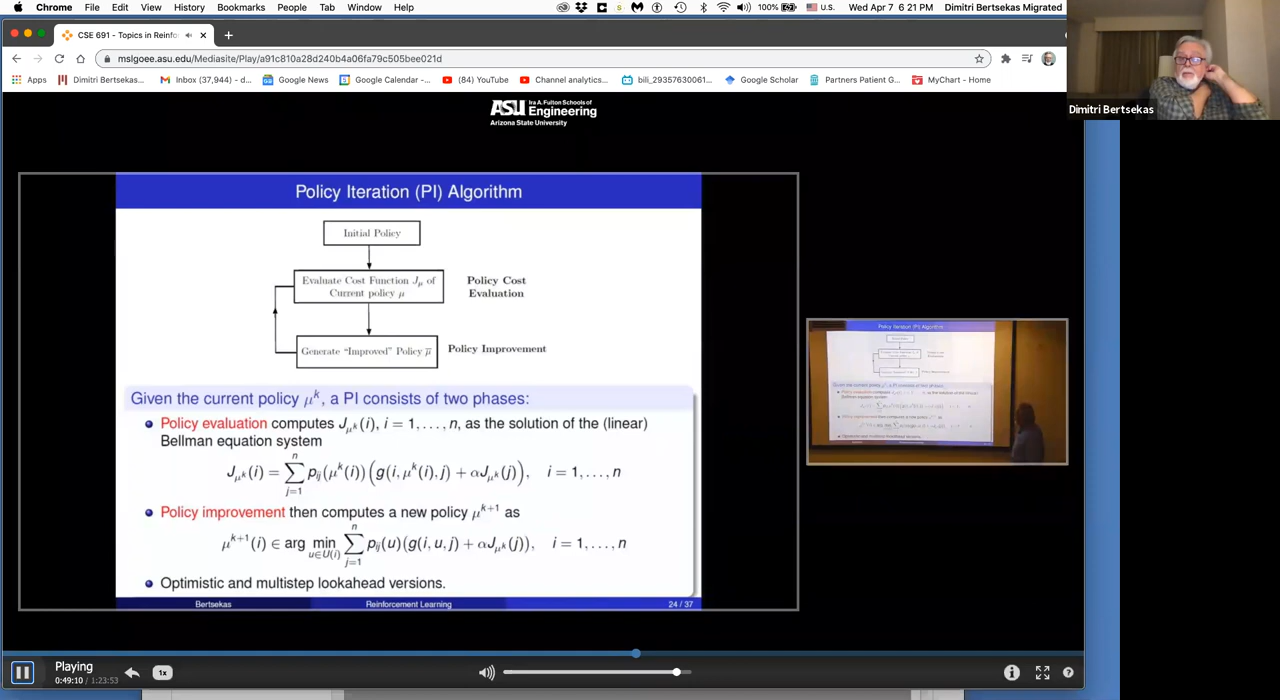 Chrome File Edit View History Bookmarks People Tab Window Help 100% U.S. Wed Apr 7 6 21 PM Dimitri Bertsekas Migrated
CSE 691 - Topics in Reinfo
mslgoee.asu.edu/Mediasite/Play/a91c810a28d240b4a06fa79c505bee021d
Apps Dimitri Bertsekas... Inbox (37,944) - d... Google News Google Calendar -... (84) YouTube Channel analytics... bili_29357630061... Google Scholar Partners Patient G... MyChart - Home
Dimitri Bertsekas
ASU Ira A. Fulton Schools of
Engineering
Arizona State University
Policy Iteration (PI) Algorithm
Initial Policy
Evaluate Cost Function Jμ of
Current policy μ
Policy Cost
Evaluation
Generate “Improved” Policy μ̅
Policy Improvement
Given the current policy μ^k, a PI consists of two phases:
Policy evaluation computes J_{μ^k}(i), i = 1, . . . , n, as the solution of the (linear)
Bellman equation system
J_{μ^k}(i) = ∑_{j=1}^{n} p_{ij}(μ^k(i)) (g(i, μ^k(i), j) + αJ_{μ^k}(j)), i = 1, . . . , n
Policy improvement then computes a new policy μ^{k+1} as
μ^{k+1}(i) ∈ arg min_{u∈U(i)} ∑_{j=1}^{n} p_{ij}(u)(g(i, u, j) + αJ_{μ^k}(j)), i = 1, . . . , n
Optimistic and multistep lookahead versions.
Bertsekas Reinforcement Learning 24 / 37
Policy Iteration (PI) Algorithm
Playing
0:49:10 / 1:23:53
1x